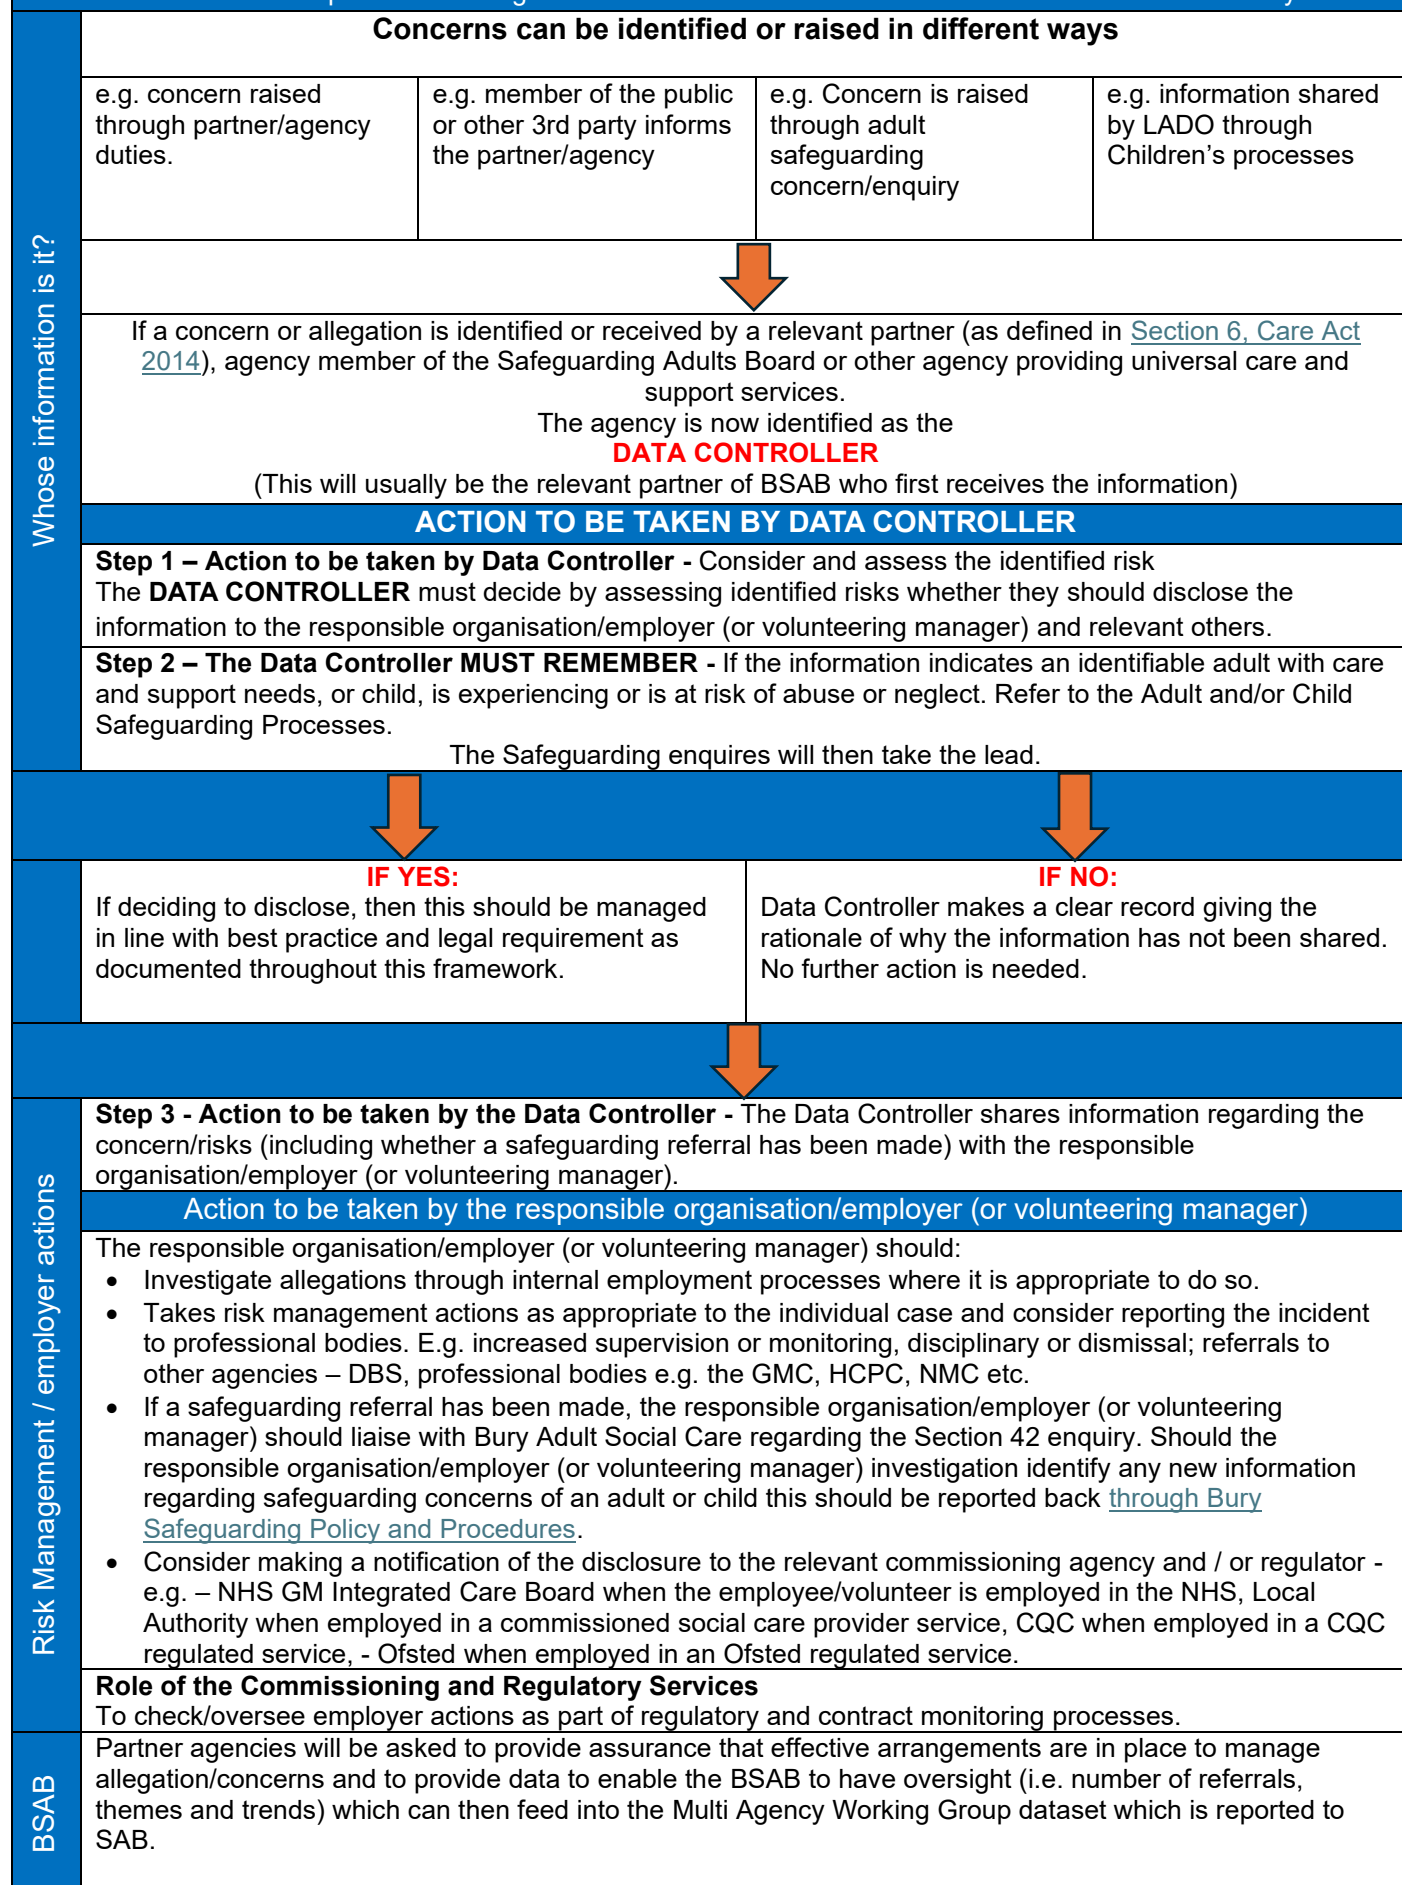 Concerns can be identified or raised in different ways
e.g. concern raised
through partner/agency
duties.
e.g. member of the public
or other 3rd party informs
the partner/agency
e.g. Concern is raised
through adult
safeguarding
concern/enquiry
e.g. information shared
by LADO through
Children’s processes
Whose information is it?
If a concern or allegation is identified or received by a relevant partner (as defined in Section 6, Care Act
2014), agency member of the Safeguarding Adults Board or other agency providing universal care and
support services.
The agency is now identified as the
DATA CONTROLLER
(This will usually be the relevant partner of BSAB who first receives the information)
ACTION TO BE TAKEN BY DATA CONTROLLER
Step 1 – Action to be taken by Data Controller - Consider and assess the identified risk
The DATA CONTROLLER must decide by assessing identified risks whether they should disclose the
information to the responsible organisation/employer (or volunteering manager) and relevant others.
Step 2 – The Data Controller MUST REMEMBER - If the information indicates an identifiable adult with care
and support needs, or child, is experiencing or is at risk of abuse or neglect. Refer to the Adult and/or Child
Safeguarding Processes.
The Safeguarding enquires will then take the lead.
IF YES:
If deciding to disclose, then this should be managed
in line with best practice and legal requirement as
documented throughout this framework.
IF NO:
Data Controller makes a clear record giving the
rationale of why the information has not been shared.
No further action is needed.
Risk Management / employer actions
Step 3 - Action to be taken by the Data Controller - The Data Controller shares information regarding the
concern/risks (including whether a safeguarding referral has been made) with the responsible
organisation/employer (or volunteering manager).
Action to be taken by the responsible organisation/employer (or volunteering manager)
The responsible organisation/employer (or volunteering manager) should:
• Investigate allegations through internal employment processes where it is appropriate to do so.
• Takes risk management actions as appropriate to the individual case and consider reporting the incident
to professional bodies. E.g. increased supervision or monitoring, disciplinary or dismissal; referrals to
other agencies – DBS, professional bodies e.g. the GMC, HCPC, NMC etc.
• If a safeguarding referral has been made, the responsible organisation/employer (or volunteering
manager) should liaise with Bury Adult Social Care regarding the Section 42 enquiry. Should the
responsible organisation/employer (or volunteering manager) investigation identify any new information
regarding safeguarding concerns of an adult or child this should be reported back through Bury
Safeguarding Policy and Procedures.
• Consider making a notification of the disclosure to the relevant commissioning agency and / or regulator -
e.g. – NHS GM Integrated Care Board when the employee/volunteer is employed in the NHS, Local
Authority when employed in a commissioned social care provider service, CQC when employed in a CQC
regulated service, - Ofsted when employed in an Ofsted regulated service.
Role of the Commissioning and Regulatory Services
To check/oversee employer actions as part of regulatory and contract monitoring processes.
BSAB
Partner agencies will be asked to provide assurance that effective arrangements are in place to manage
allegation/concerns and to provide data to enable the BSAB to have oversight (i.e. number of referrals,
themes and trends) which can then feed into the Multi Agency Working Group dataset which is reported to
SAB.